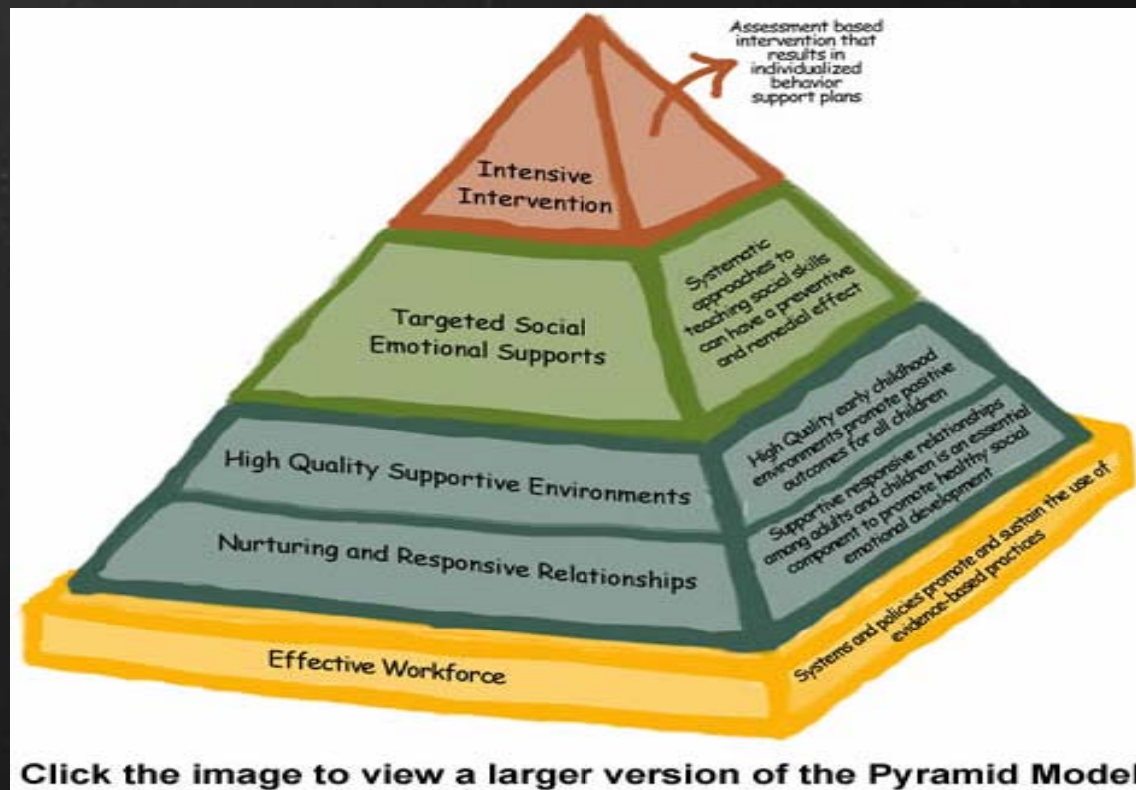 Assessment based
intervention that
results in
individualized
behavior
support plans
Intensive
Intervention
Systematic
approaches to
teaching social skills
can have a preventive
and remedial effect
Targeted Social
Emotional Supports
High Quality early childhood
environments promote positive
outcomes for all children
High Quality Supportive Environments
Supportive responsive relationships
among adults and children is an essential
component to promote healthy social
emotional development
Nurturing and Responsive Relationships
Systems and policies promote and sustain the use of
evidence-based practices
Effective Workforce
Click the image to view a larger version of the Pyramid Model